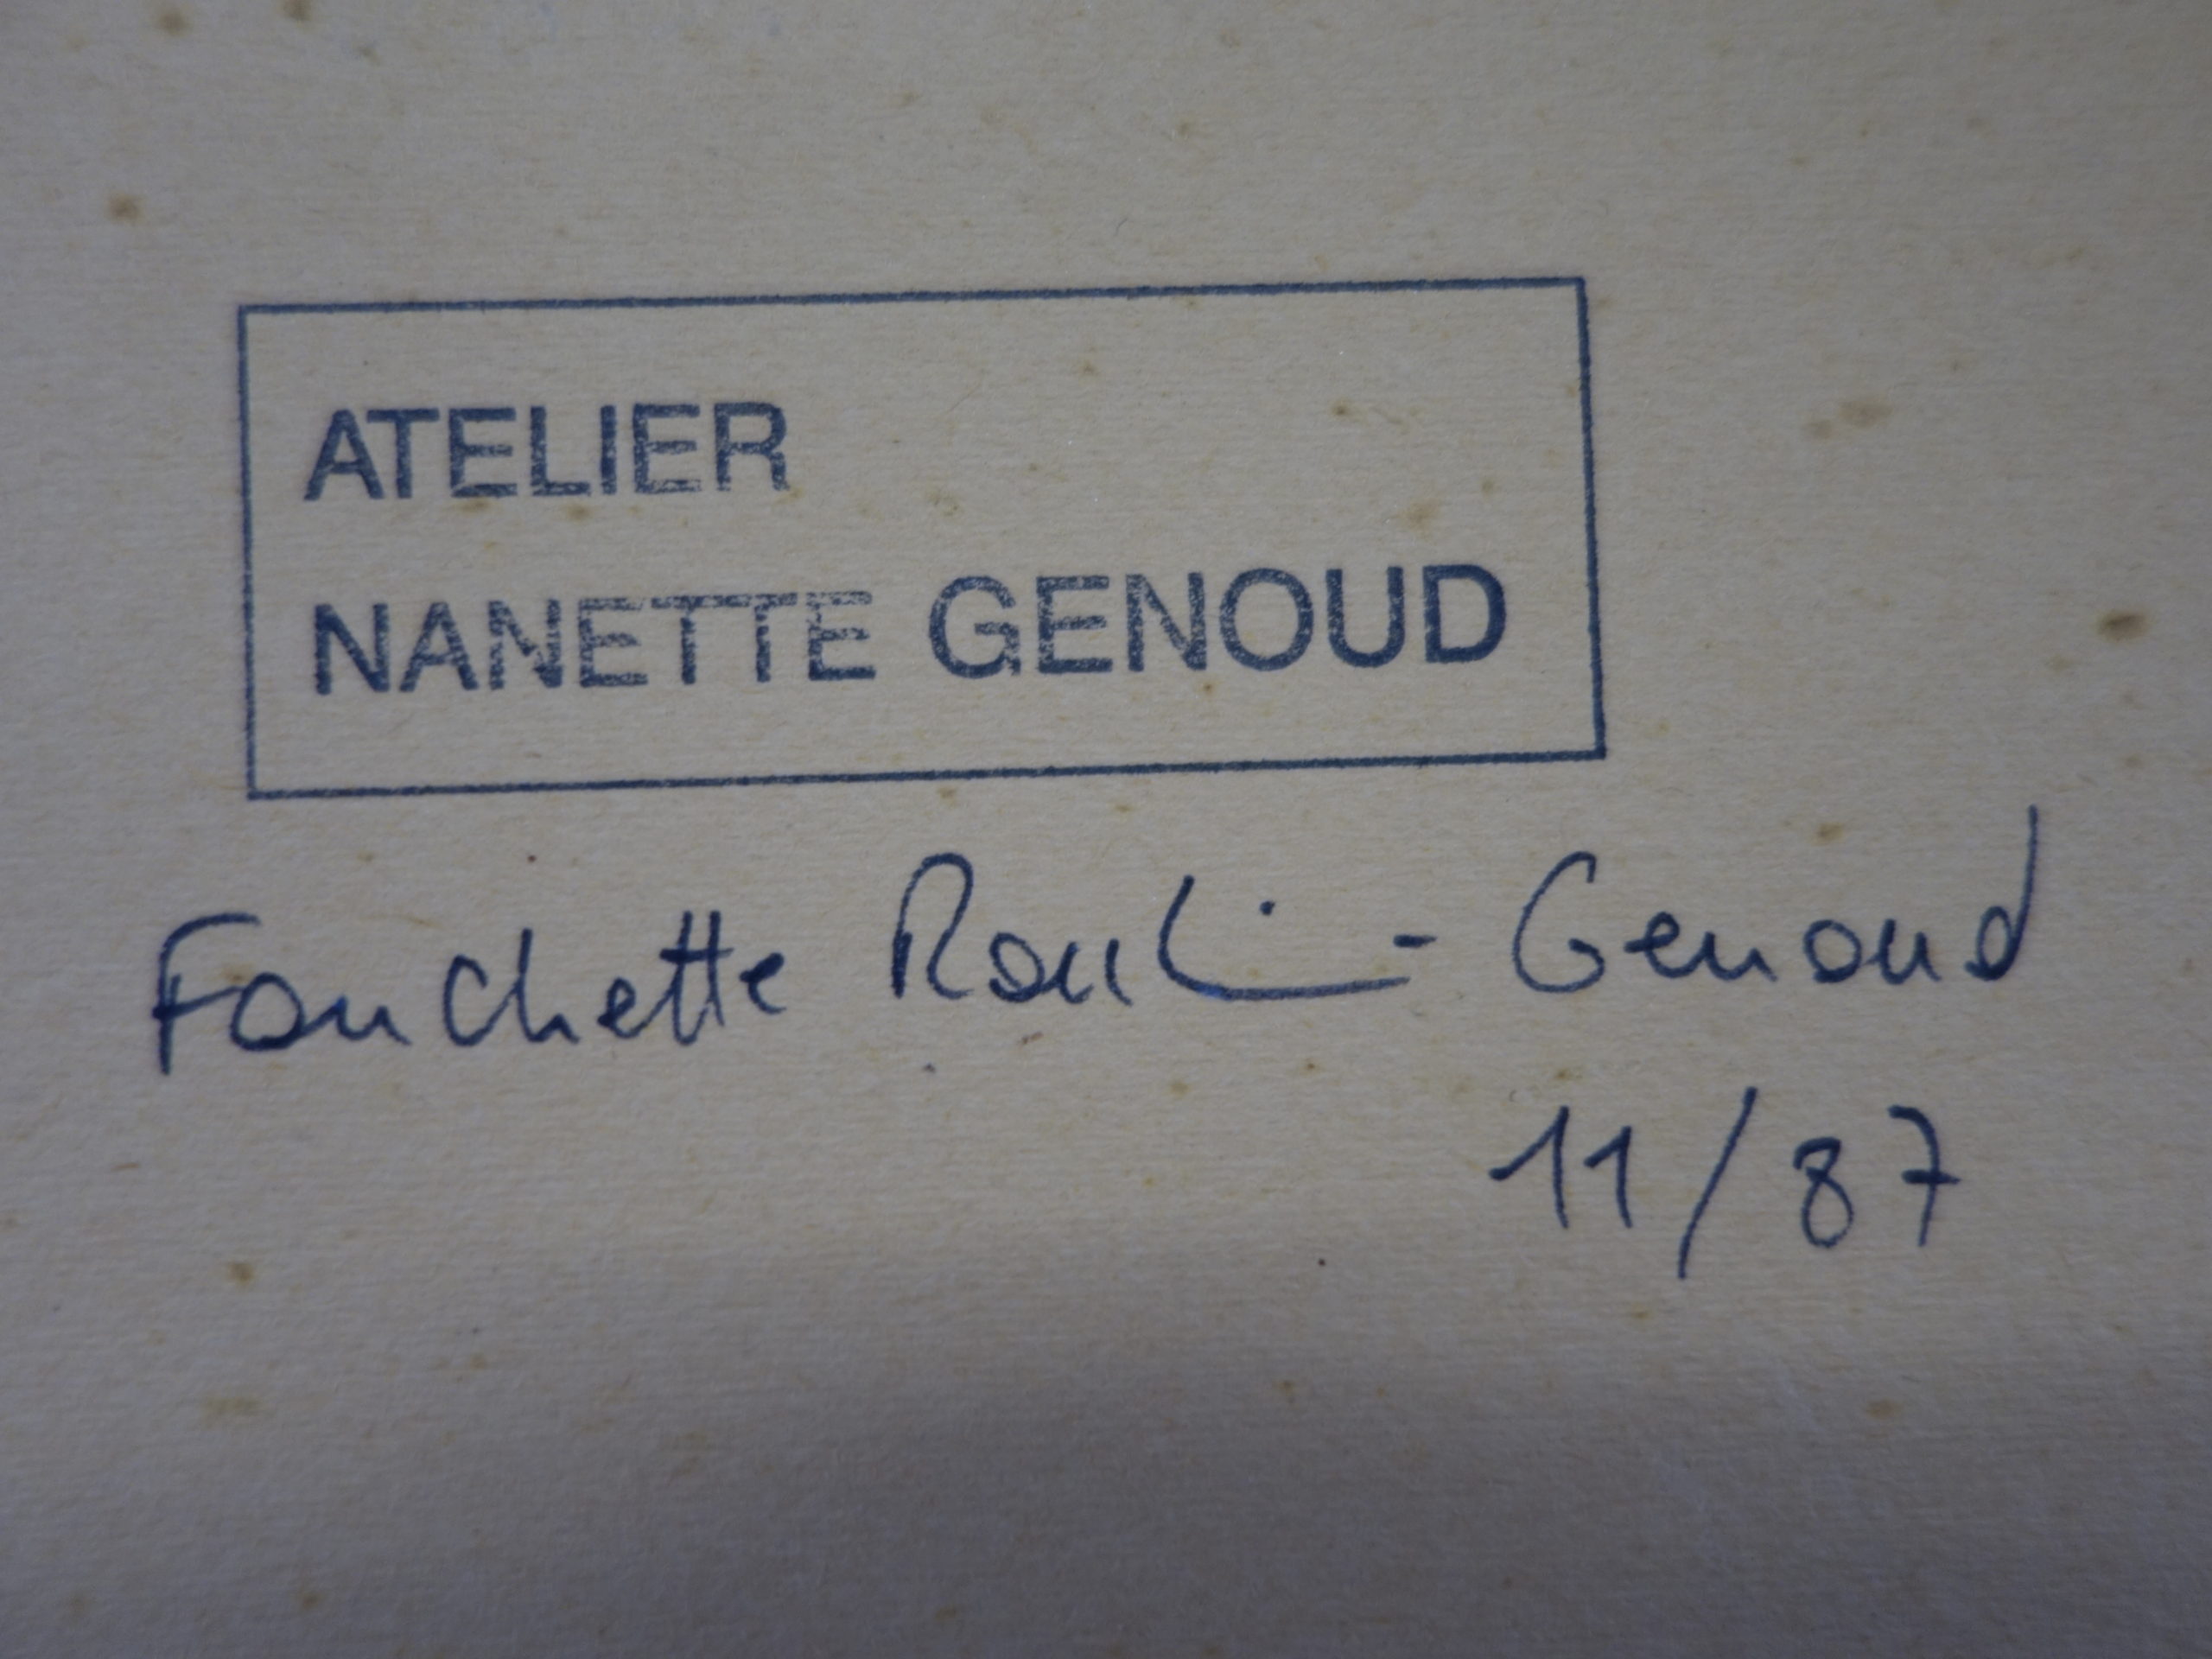 ATELIER
NANETTE GENOUD
Fanchette Roulin-Genoud
11/87